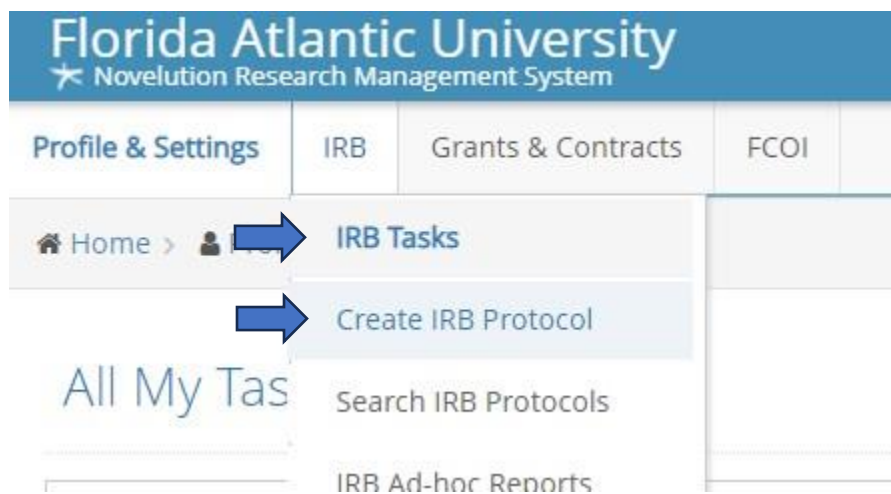 Florida Atlantic University
Novelution Research Management System
Profile & Settings IRB Grants & Contracts FCOI
Home >
IRB Tasks
Create IRB Protocol
All My Tas
Search IRB Protocols
IRB Ad-hoc Reports